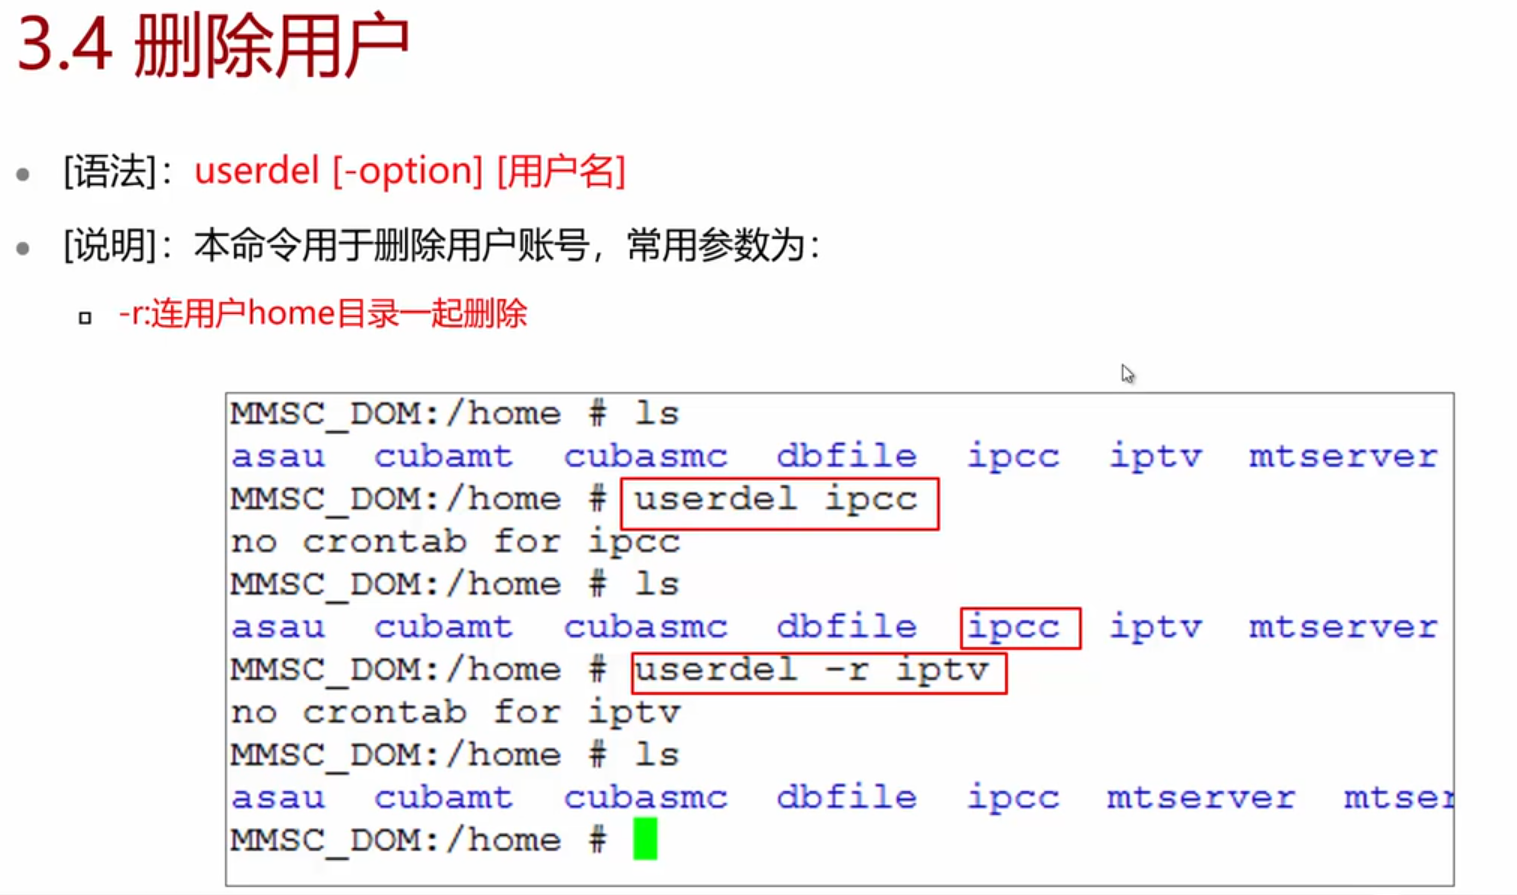 3.4 删除用户
[语法]：userdel [-option] [用户名]
[说明]：本命令用于删除用户账号，常用参数为：
-r:连用户home目录一起删除
MMSC_DOM:/home # ls
asau cubamt cubasmc dbfile ipcc iptv mtserver
MMSC_DOM:/home # userdel ipcc
no crontab for ipcc
MMSC_DOM:/home # ls
asau cubamt cubasmc dbfile ipcc iptv mtserver
MMSC_DOM:/home # userdel -r iptv
no crontab for iptv
MMSC_DOM:/home # ls
asau cubamt cubasmc dbfile ipcc mtserver mtser
MMSC_DOM:/home #